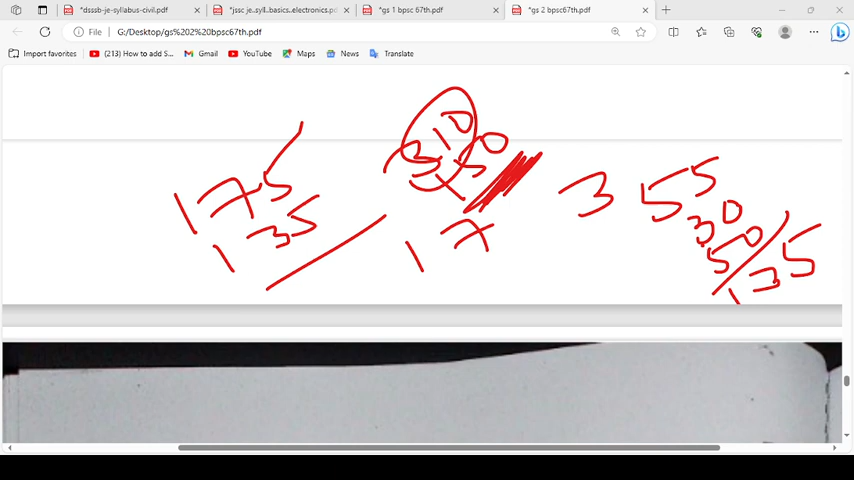 *dsssb-je-syllabus-civil.pdf
*jssc je..syll..basics..electronics.pd
*gs 1 bpsc 67th.pdf
*gs 2 bpsc67th.pdf
File G:/Desktop/gs%202%20bpsc67th.pdf
Import favorites
(213) How to add S...
Gmail
YouTube
Maps
News
Translate
310
175
135
17
3 55
30
50
135